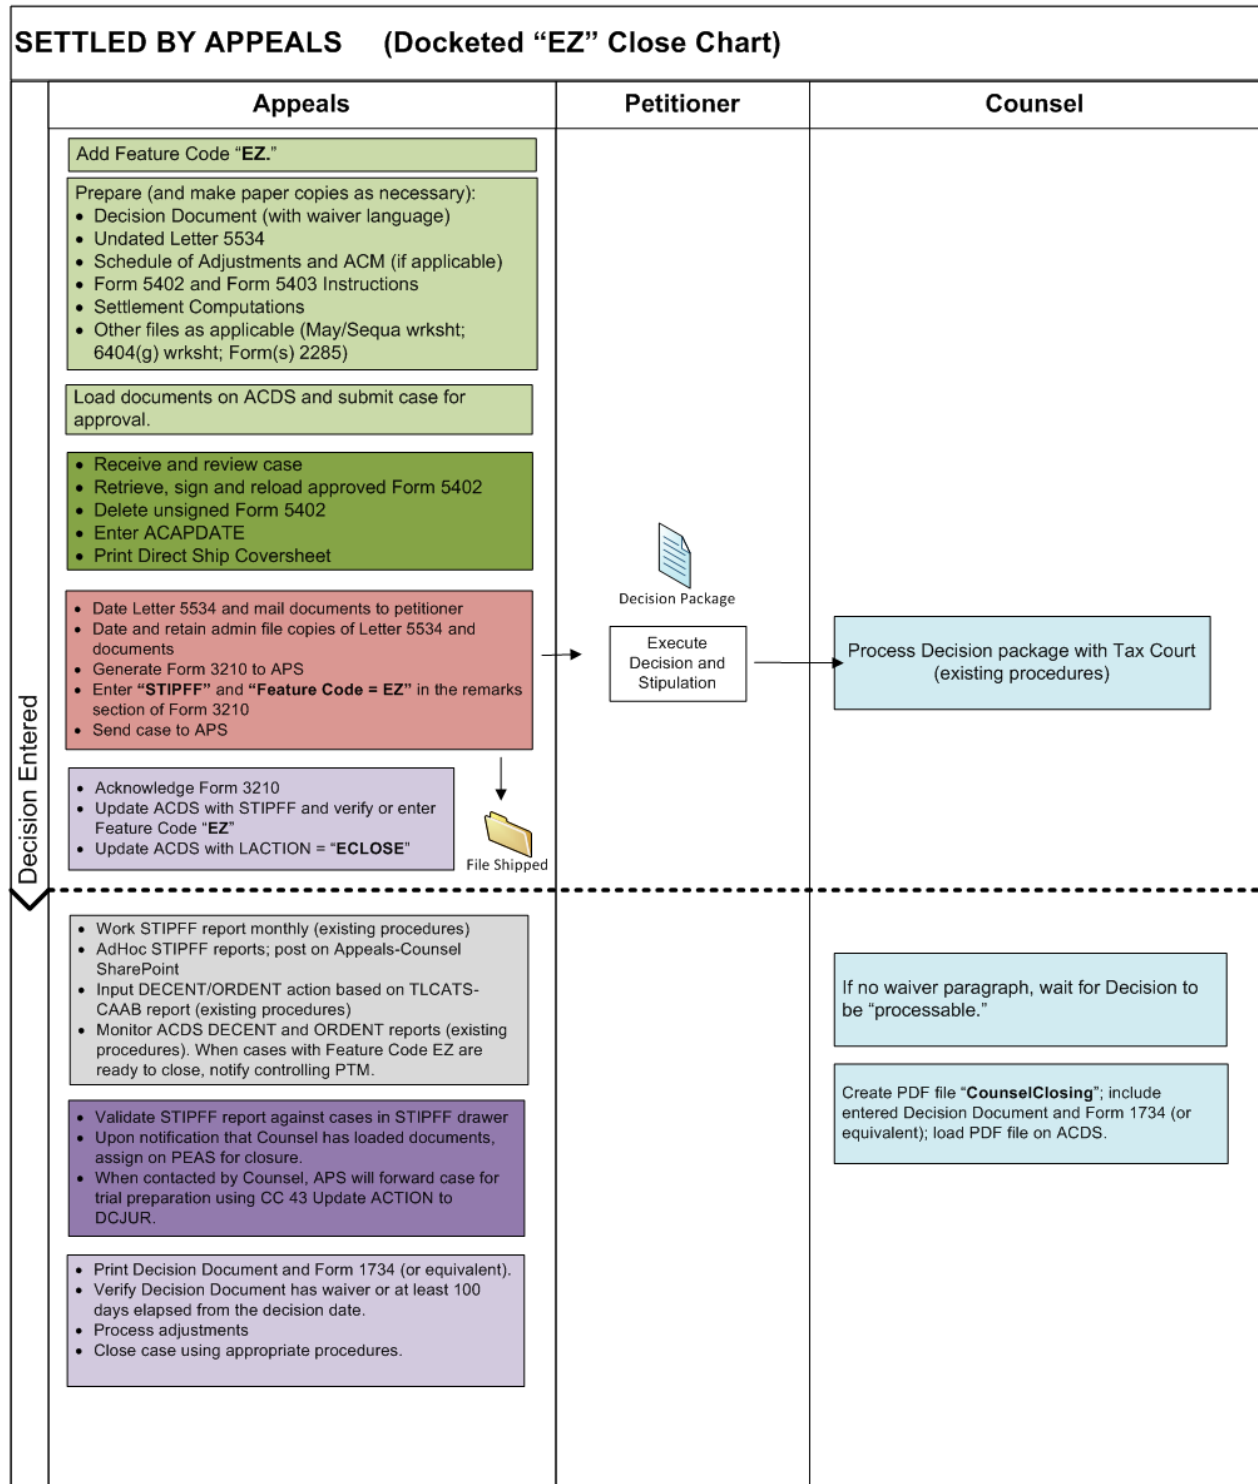 SETTLED BY APPEALS (Docketed “EZ” Close Chart)
Appeals
Petitioner
Counsel
Decision Entered
Add Feature Code “EZ.”
Prepare (and make paper copies as necessary):
• Decision Document (with waiver language)
• Undated Letter 5534
• Schedule of Adjustments and ACM (if applicable)
• Form 5402 and Form 5403 Instructions
• Settlement Computations
• Other files as applicable (May/Sequa wrksht;
6404(g) wrksht; Form(s) 2285)
Load documents on ACDS and submit case for
approval.
• Receive and review case
• Retrieve, sign and reload approved Form 5402
• Delete unsigned Form 5402
• Enter ACAPDATE
• Print Direct Ship Coversheet
• Date Letter 5534 and mail documents to petitioner
• Date and retain admin file copies of Letter 5534 and
documents
• Generate Form 3210 to APS
• Enter “STIPFF” and “Feature Code = EZ” in the remarks
section of Form 3210
• Send case to APS
Decision Package
Execute
Decision and
Stipulation
Process Decision package with Tax Court
(existing procedures)
• Acknowledge Form 3210
• Update ACDS with STIPFF and verify or enter
Feature Code “EZ”
• Update ACDS with LACTION = “ECLOSE”
File Shipped
• Work STIPFF report monthly (existing procedures)
• AdHoc STIPFF reports; post on Appeals-Counsel
SharePoint
• Input DECENT/ORDENT action based on TLCATS-
CAAB report (existing procedures)
• Monitor ACDS DECENT and ORDENT reports (existing
procedures). When cases with Feature Code EZ are
ready to close, notify controlling PTM.
If no waiver paragraph, wait for Decision to
be “processable.”
Create PDF file “CounselClosing”; include
entered Decision Document and Form 1734 (or
equivalent); load PDF file on ACDS.
• Validate STIPFF report against cases in STIPFF drawer
• Upon notification that Counsel has loaded documents,
assign on PEAS for closure.
• When contacted by Counsel, APS will forward case for
trial preparation using CC 43 Update ACTION to
DCJUR.
• Print Decision Document and Form 1734 (or equivalent).
• Verify Decision Document has waiver or at least 100
days elapsed from the decision date.
• Process adjustments
• Close case using appropriate procedures.